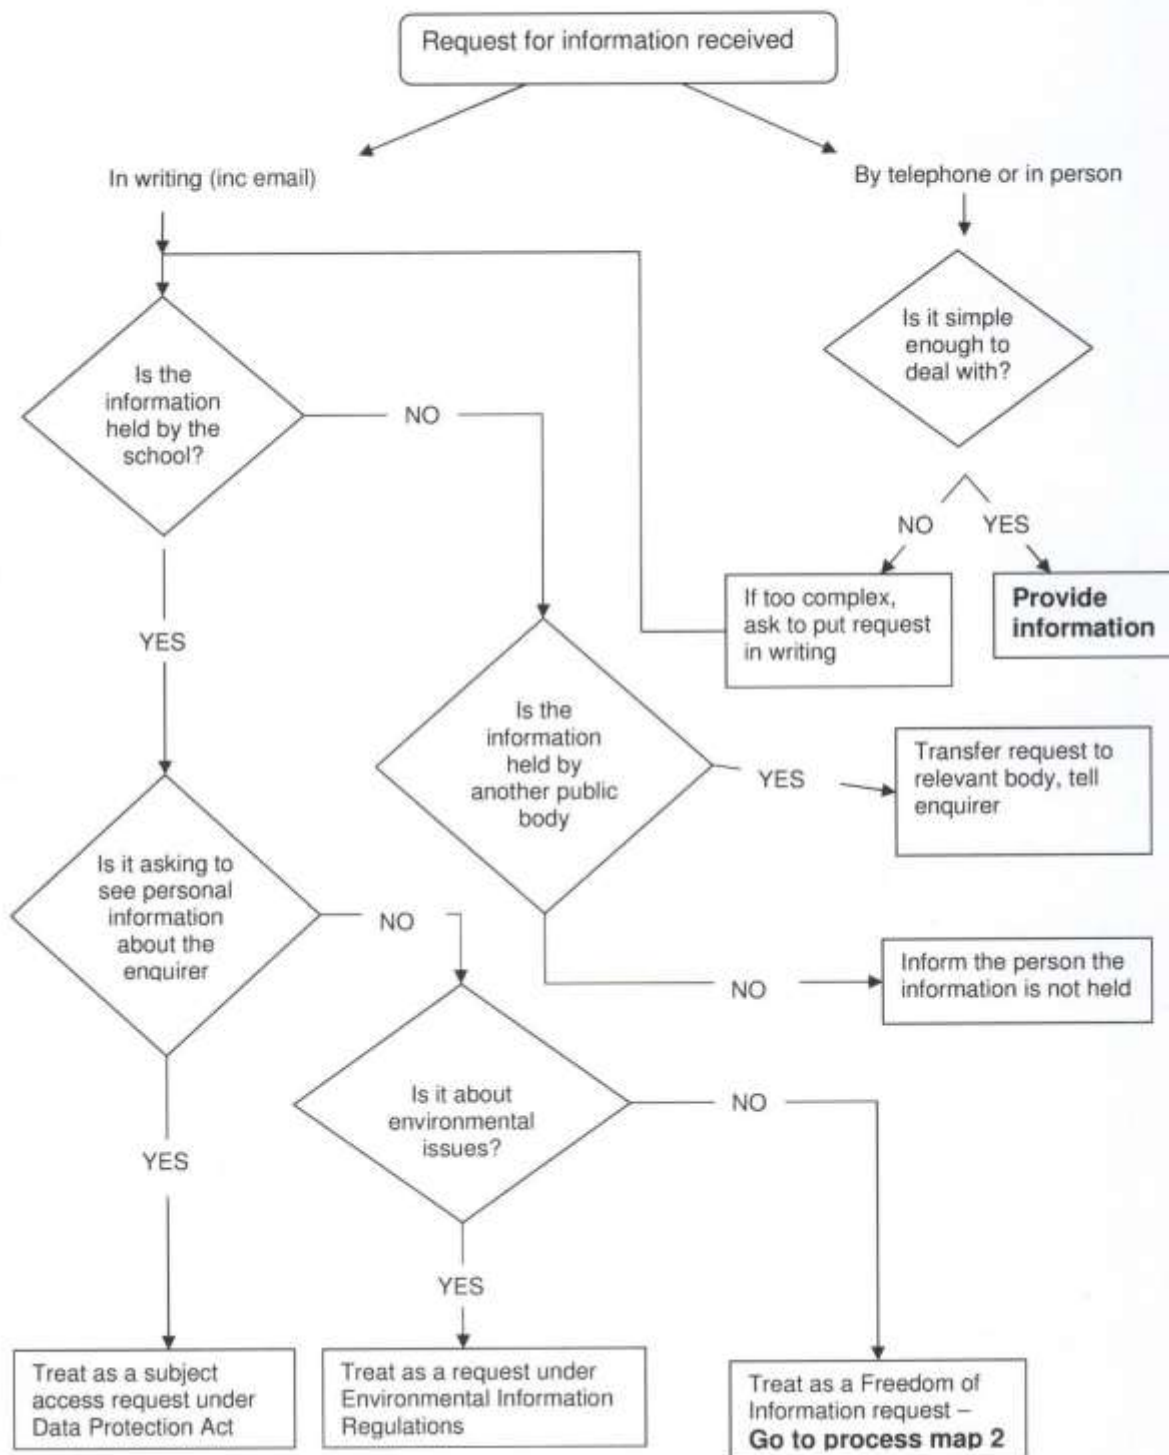 Request for information received
In writing (inc email)
By telephone or in person
Is it simple
enough to
deal with?
Is the
information
held by the
school?
NO
NO
YES
If too complex,
ask to put request
in writing
Provide
information
YES
Is the
information
held by
another public
body
YES
Transfer request to
relevant body, tell
enquirer
Is it asking to
see personal
information
about the
enquirer
NO
NO
Inform the person the
information is not held
Is it about
environmental
issues?
NO
YES
YES
Treat as a subject
access request under
Data Protection Act
Treat as a request under
Environmental Information
Regulations
Treat as a Freedom of
Information request –
Go to process map 2